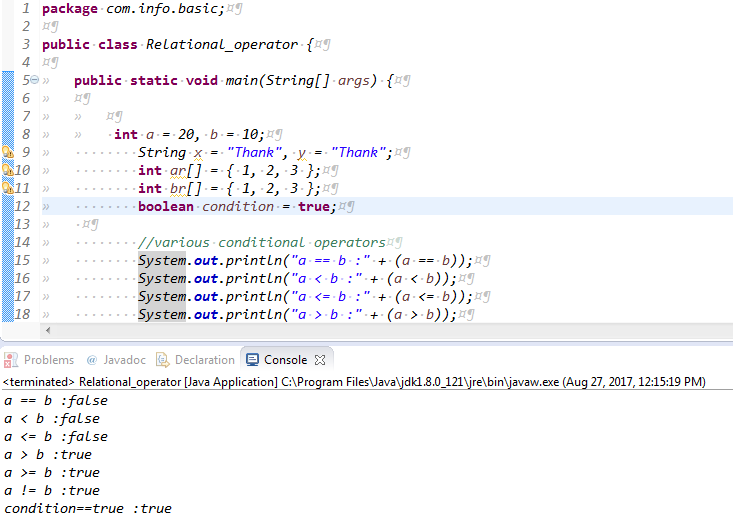 1 package com.info.basic;
2
3 public class Relational_operator {
4
5 public static void main(String[] args) {
6
7
8 int a = 20, b = 10;
9 String x = "Thank", y = "Thank";
10 int ar[] = { 1, 2, 3 };
11 int br[] = { 1, 2, 3 };
12 boolean condition = true;
13
14 //various conditional operators
15 System.out.println("a == b :" + (a == b));
16 System.out.println("a < b :" + (a < b));
17 System.out.println("a <= b :" + (a <= b));
18 System.out.println("a > b :" + (a > b));
Problems @ Javadoc Declaration Console
<terminated> Relational_operator [Java Application] C:\Program Files\Java\jdk1.8.0_121\jre\bin\javaw.exe (Aug 27, 2017, 12:15:19 PM)
a == b :false
a < b :false
a <= b :false
a > b :true
a >= b :true
a != b :true
condition==true :true